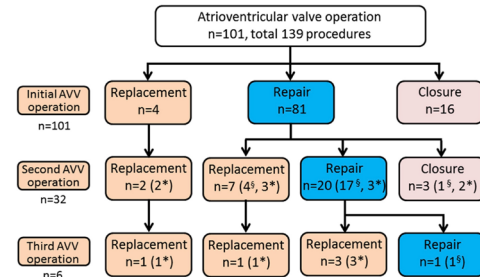 Atrioventricular valve operation
n=101, total 139 procedures
Initial AVV
operation
n=101
Replacement
n=4
Repair
n=81
Closure
n=16
Second AVV
operation
n=32
Replacement
n=2 (2*)
Replacement
n=7 (4§, 3*)
Repair
n=20 (17§, 3*)
Closure
n=3 (1§, 2*)
Third AVV
operation
n=6
Replacement
n=1 (1*)
Replacement
n=1 (1*)
Replacement
n=3 (3*)
Repair
n=1 (1§)